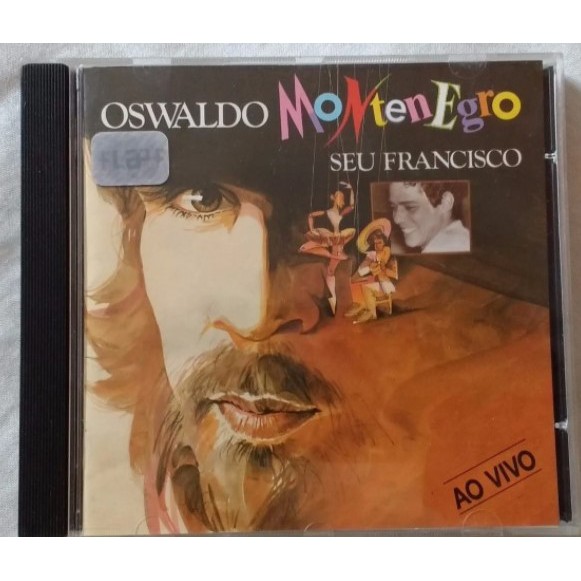 OSWALDO MONtenEgro
SEU FRANCISCO
AO VIVO